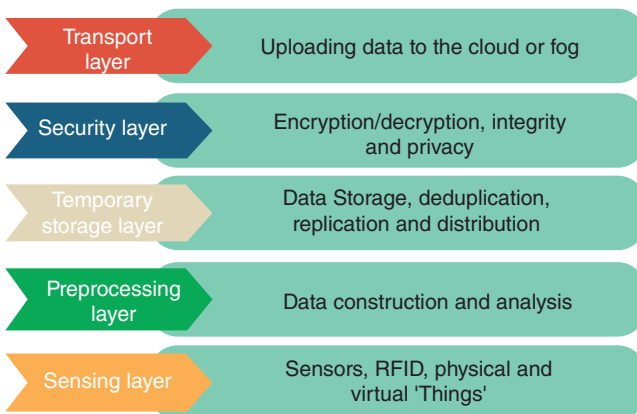 Transport
layer
Uploading data to the cloud or fog
Security layer
Encryption/decryption, integrity
and privacy
Temporary
storage layer
Data Storage, deduplication,
replication and distribution
Preprocessing
layer
Data construction and analysis
Sensing layer
Sensors, RFID, physical and
virtual 'Things'